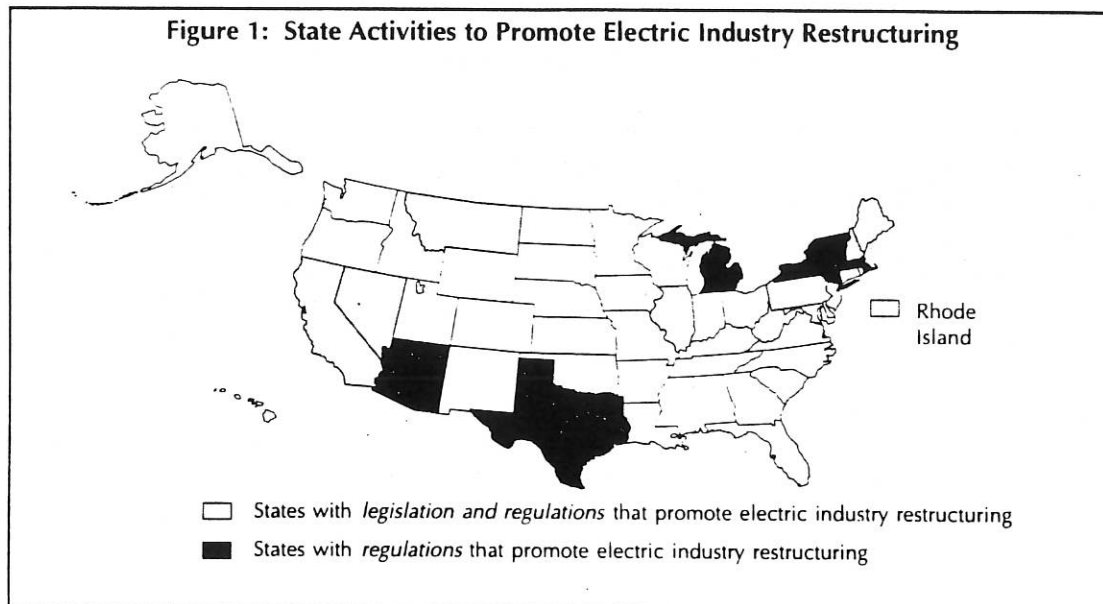 Figure 1: State Activities to Promote Electric Industry Restructuring
Rhode
Island
States with legislation and regulations that promote electric industry restructuring
States with regulations that promote electric industry restructuring